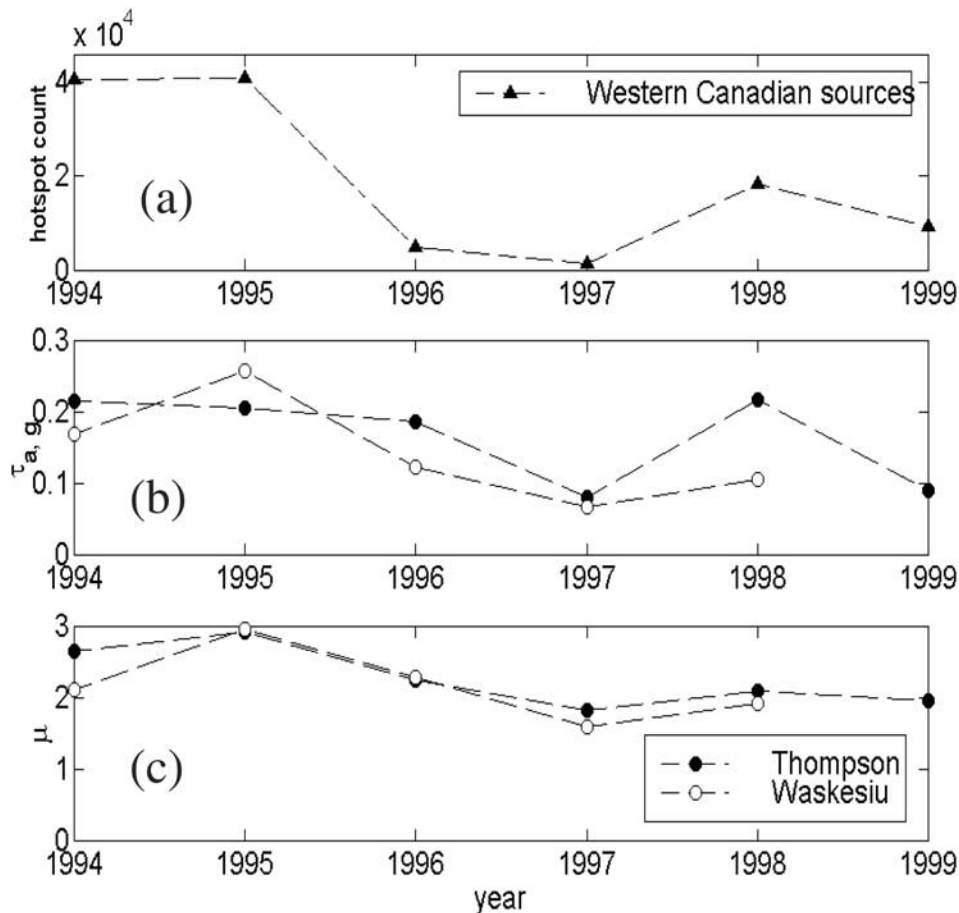 x 10⁴
4
2
0
hotspot count
Western Canadian sources
(a)
1994 1995 1996 1997 1998 1999
0.3
0.2
0.1
0
τa, g
(b)
1994 1995 1996 1997 1998 1999
3
2
1
0
μ
(c)
Thompson
Waskesiu
1994 1995 1996 1997 1998 1999
year